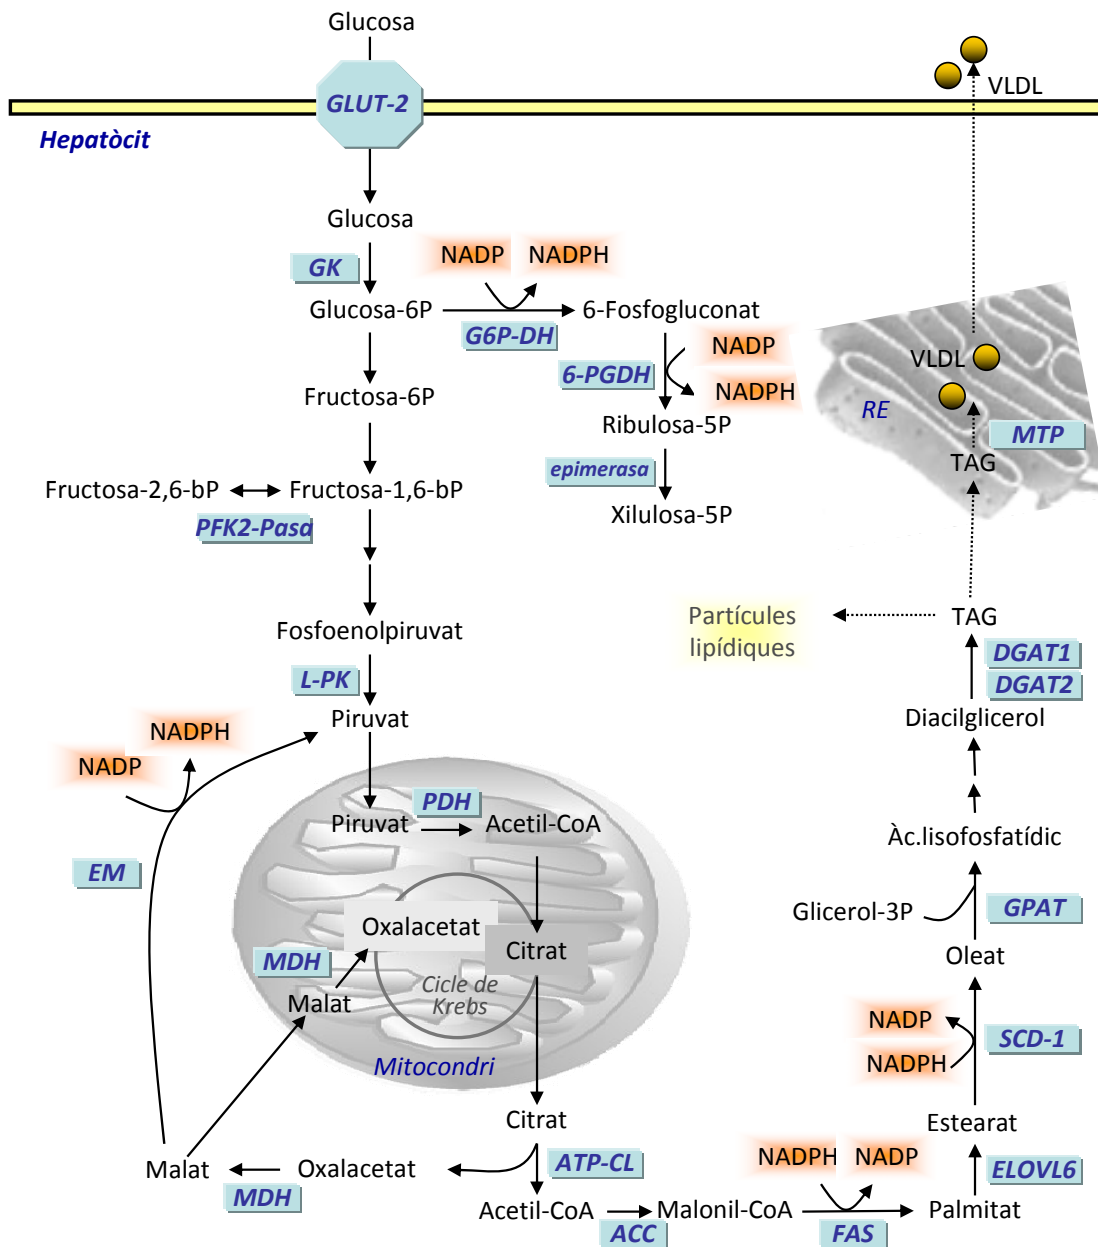 Glucosa
GLUT-2
VLDL
Hepatòcit
Glucosa
GK
NADP
NADPH
Glucosa-6P
6-Fosfogluconat
G6P-DH
NADP
6-PGDH
NADPH
VLDL
RE
MTP
TAG
Fructosa-6P
Ribulosa-5P
epimerasa
Fructosa-2,6-bP
Fructosa-1,6-bP
PFK2-Pasa
Xilulosa-5P
Partícules
lipídiques
TAG
Fosfoenolpiruvat
DGAT1
DGAT2
L-PK
Piruvat
Diacilglicerol
NADPH
NADP
PDH
Piruvat
Acetil-CoA
Àc.lisofosfatídic
EM
Glicerol-3P
GPAT
Oxalacetat
Citrat
Oleat
MDH
Malat
Cicle de
Krebs
NADP
SCD-1
NADPH
Mitocondri
Citrat
Estearat
Malat
Oxalacetat
ATP-CL
NADPH
NADP
ELOVL6
MDH
Acetil-CoA
Malonil-CoA
Palmitat
ACC
FAS